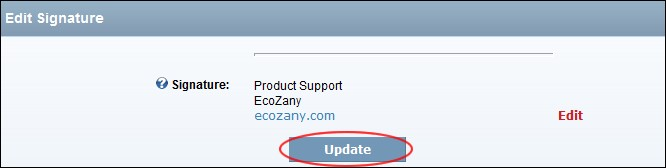 Edit Signature
? Signature: Product Support
EcoZany
ecozany.com Edit
Update